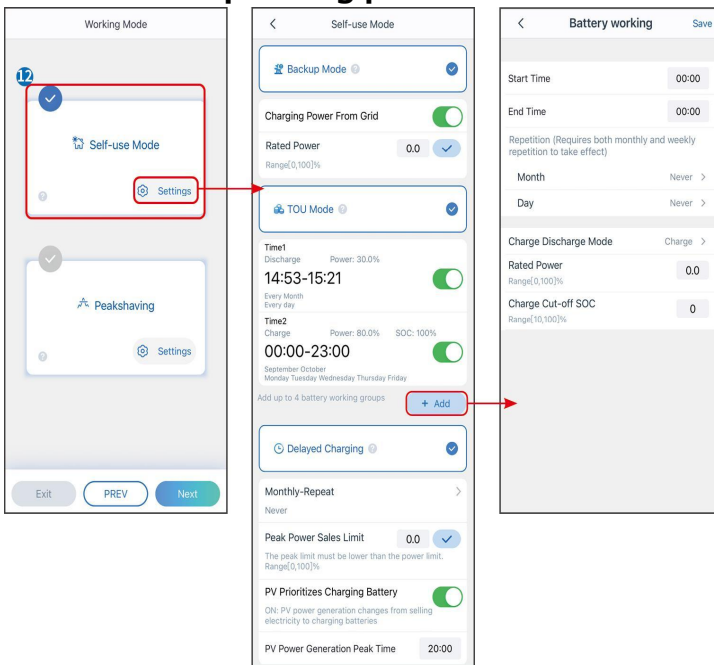 Working Mode
12
Self-use Mode
Settings
Peakshaving
Settings
Exit
PREV
Next
Self-use Mode
Backup Mode
Charging Power From Grid
Rated Power
0.0
Range[0,100]%
TOU Mode
Time1
Discharge Power: 30.0%
14:53-15:21
Every Month
Every day
Time2
Charge Power: 80.0% SOC: 100%
00:00-23:00
September October
Monday Tuesday Wednesday Thursday Friday
Add up to 4 battery working groups
+ Add
Delayed Charging
Monthly-Repeat
Never
Peak Power Sales Limit
0.0
The peak limit must be lower than the power limit.
Range[0,100]%
PV Prioritizes Charging Battery
ON: PV power generation changes from selling
electricity to charging batteries
PV Power Generation Peak Time 20:00
Battery working Save
Start Time 00:00
End Time 00:00
Repetition (Requires both monthly and weekly
repetition to take effect)
Month Never
Day Never
Charge Discharge Mode Charge
Rated Power
0.0
Range[0,100]%
Charge Cut-off SOC
0
Range[10,100]%